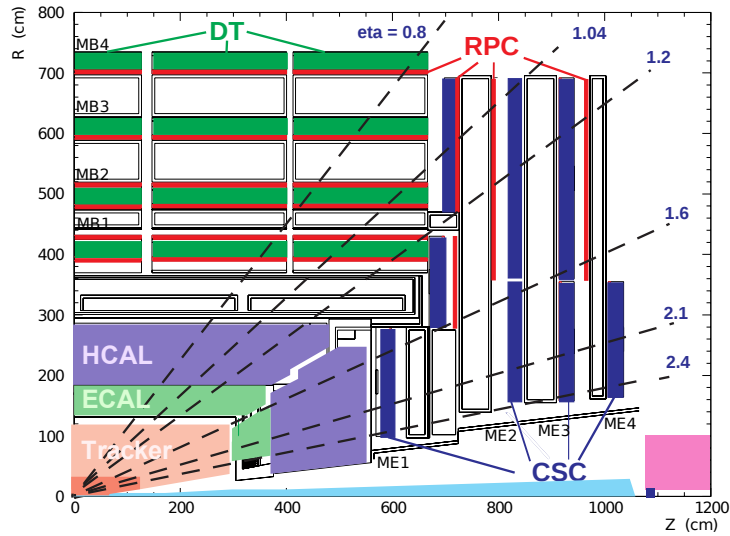 R (cm)
800
700
600
500
400
300
200
100
0
MB4
MB3
MB2
MB1
DT
eta = 0.8
RPC
1.04
1.2
1.6
2.1
2.4
HCAL
ECAL
Tracker
ME1
ME2
ME3
ME4
CSC
0
200
400
600
800
1000
1200
Z (cm)